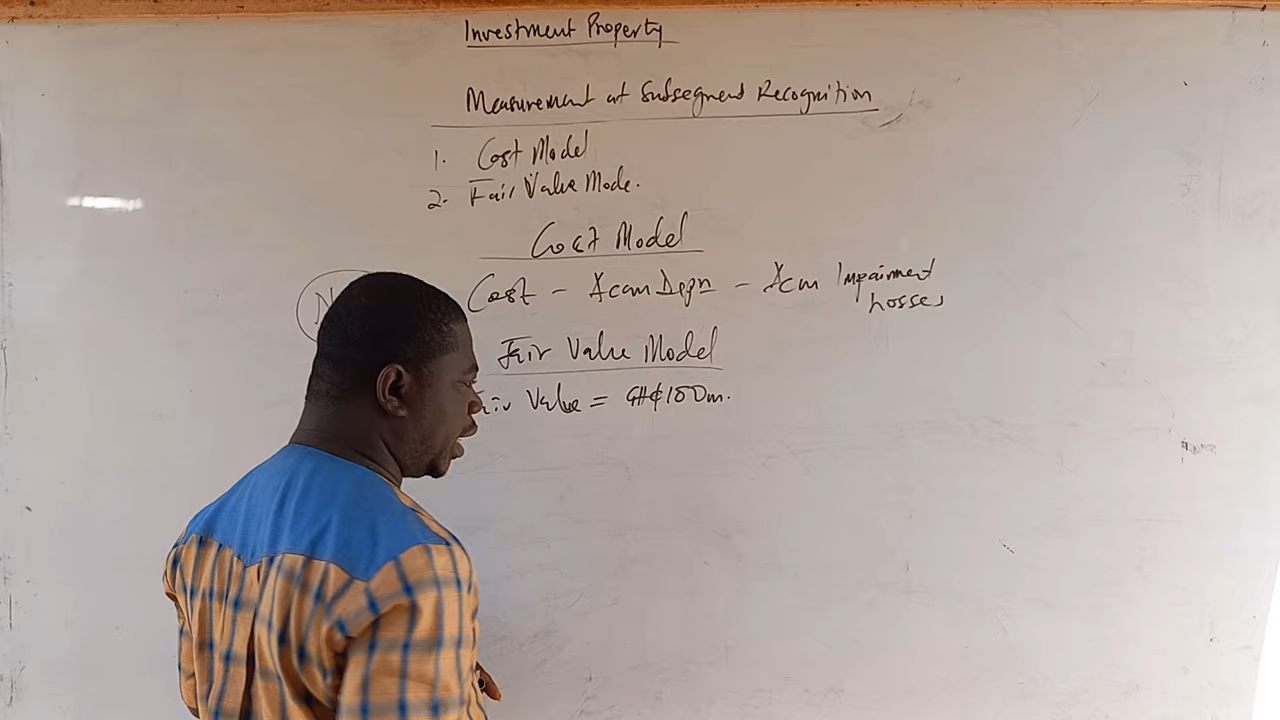 Investment Property
Measurement at Subsequent Recognition
1. Cost Model
2. Fair Value Mode.
Cost Model
Cost - Acam Depn - Acm Impairment
Losses
Fair Value Model
Value = GH¢100m.